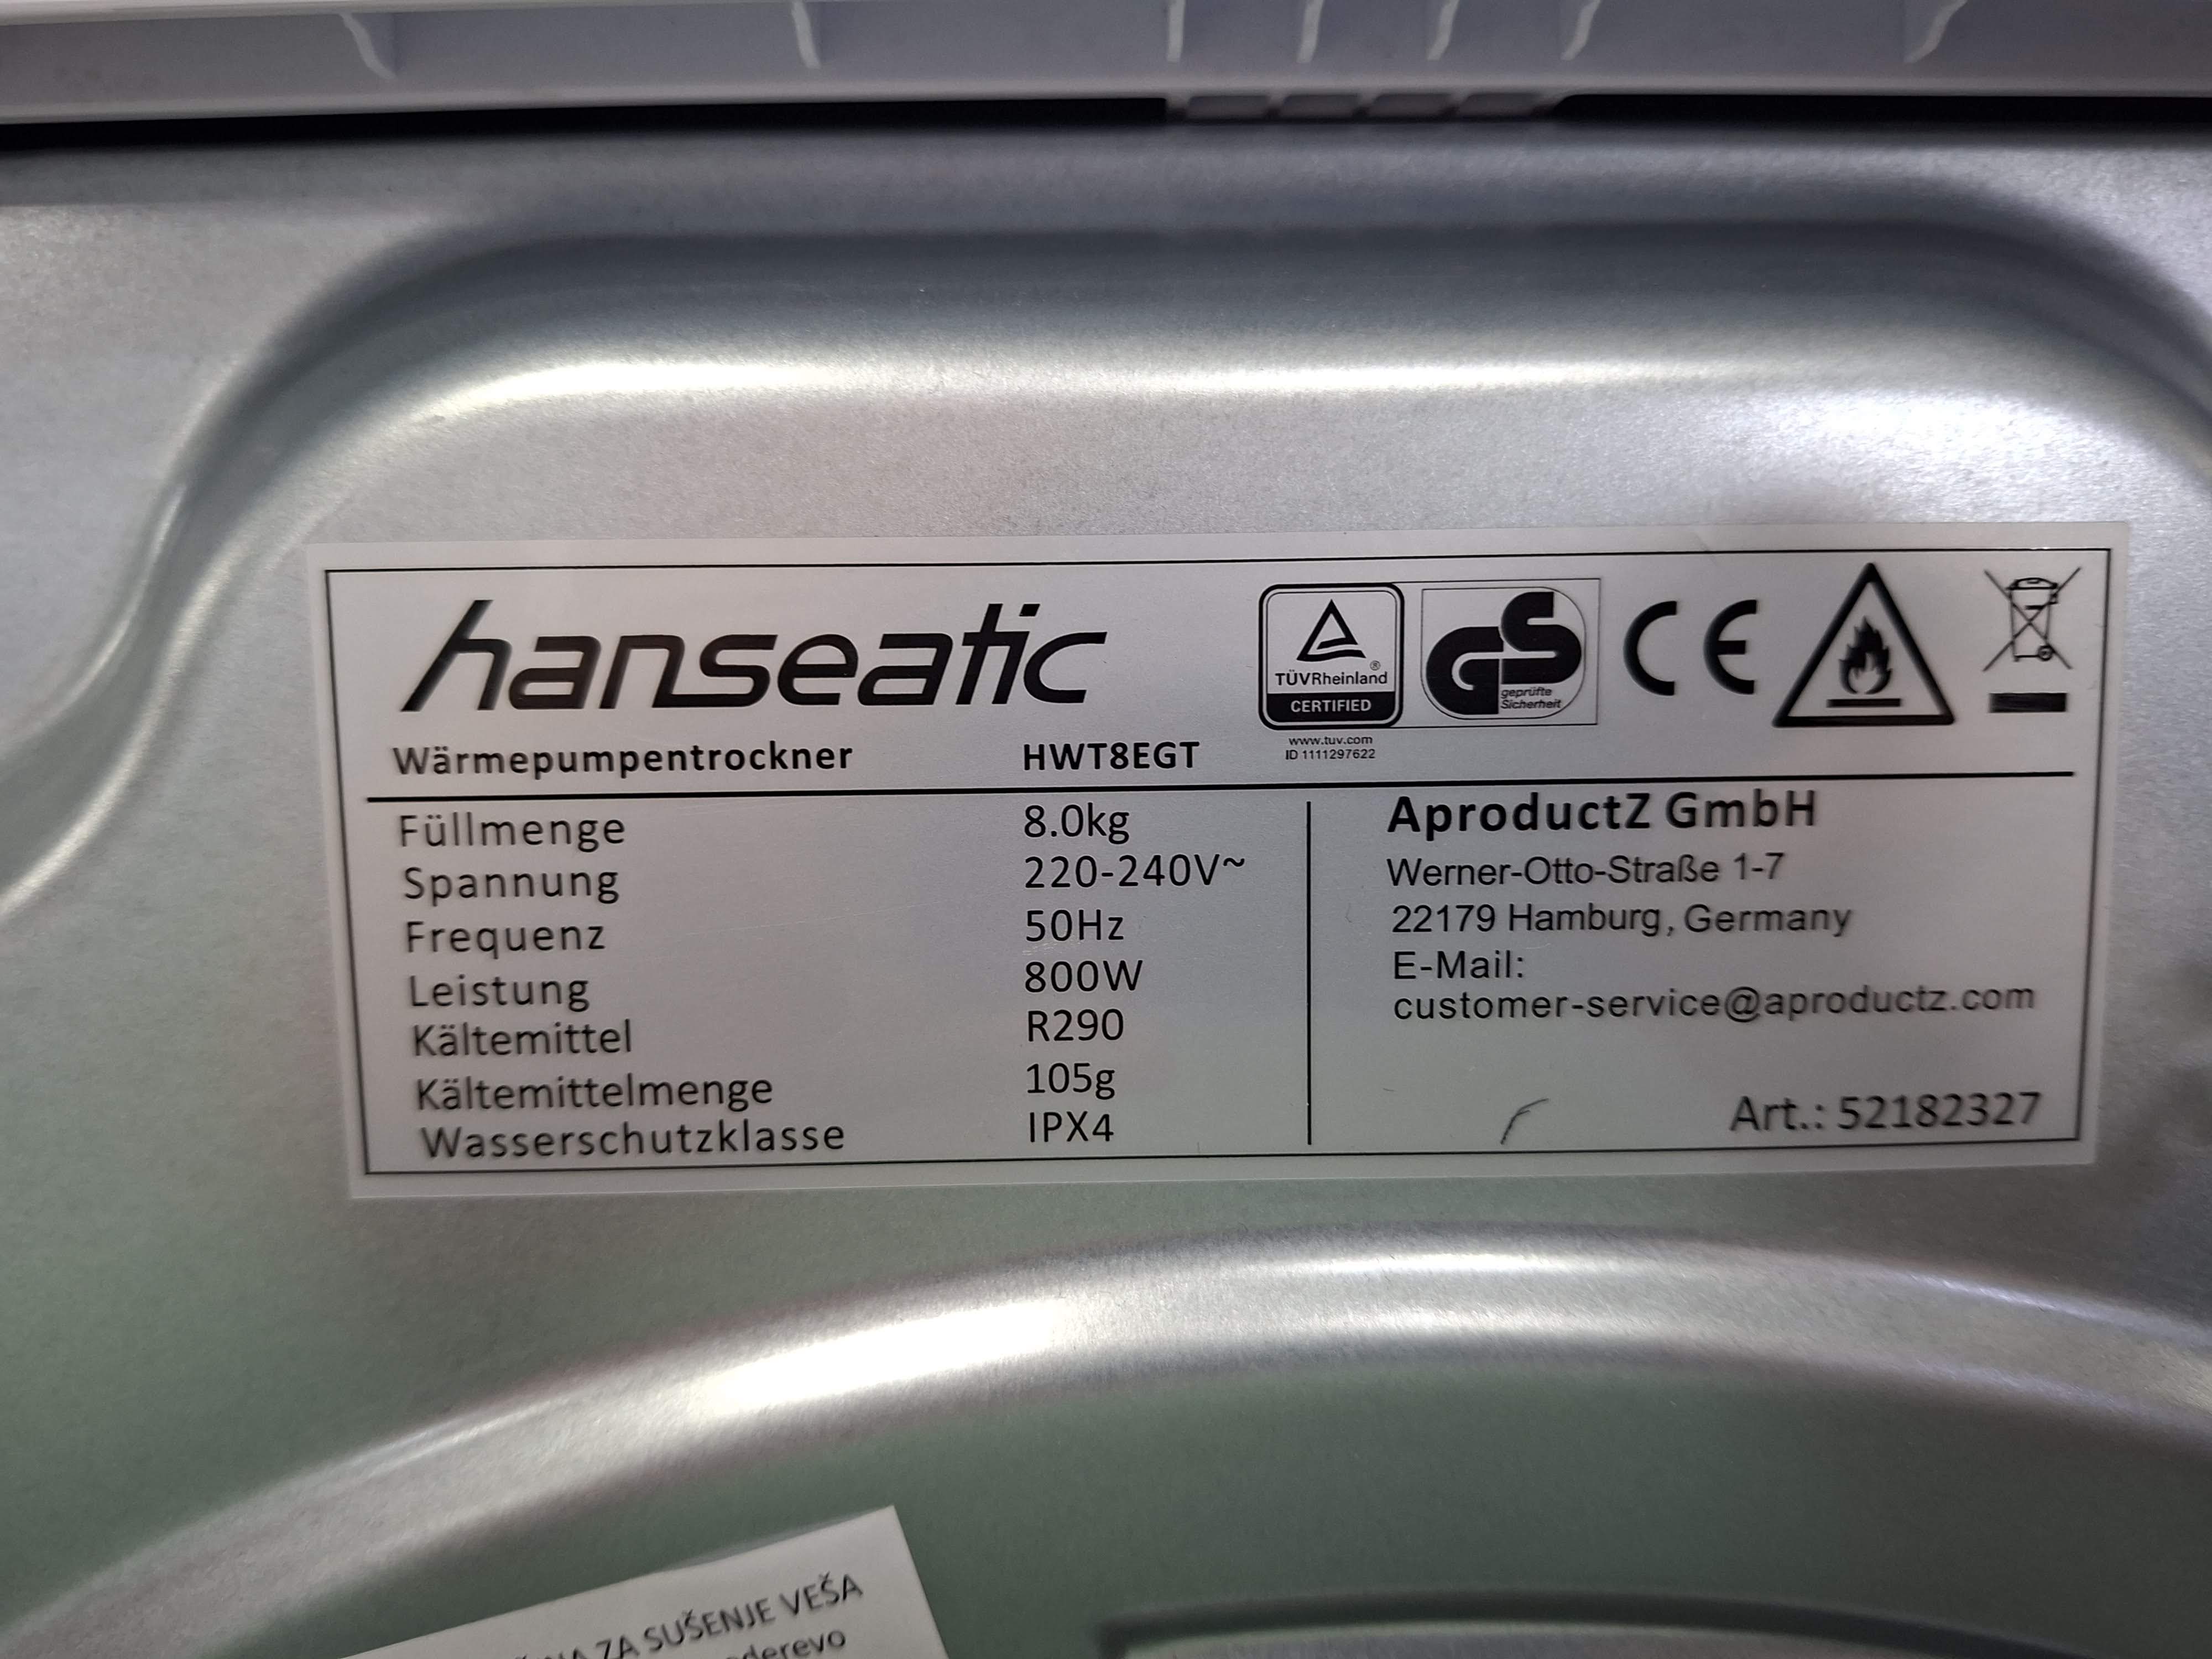 hanseatic
TÜVRheinland®
CERTIFIED
www.tuv.com
ID 1111297622
GS
geprüfte
Sicherheit
CE
Wärmepumpentrockner HWT8EGT
Füllmenge 8.0kg
Spannung 220-240V~
Frequenz 50Hz
Leistung 800W
Kältemittel R290
Kältemittelmenge 105g
Wasserschutzklasse IPX4
AproductZ GmbH
Werner-Otto-Straße 1-7
22179 Hamburg, Germany
E-Mail:
customer-service@aproductz.com
Art.: 52182327
ZA SUŠENJE VEŠA